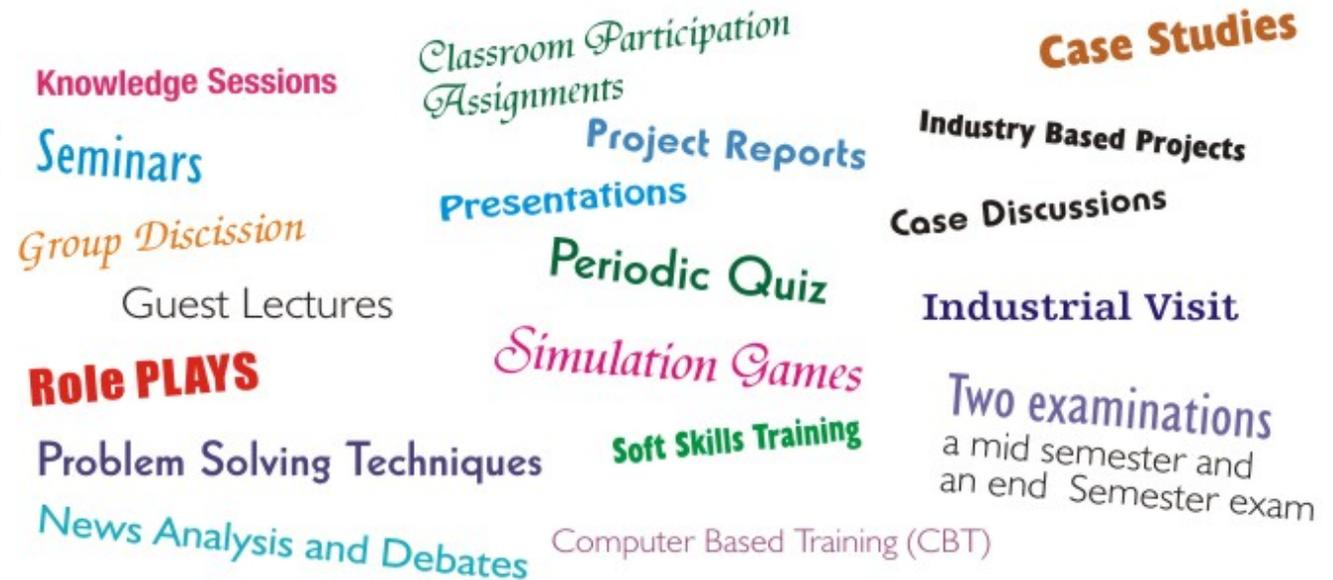 Knowledge Sessions
Seminars
Group Discission
Guest Lectures
Role PLAYS
Problem Solving Techniques
News Analysis and Debates
Classroom Participation
Assignments
Project Reports
Presentations
Periodic Quiz
Simulation Games
Soft Skills Training
Computer Based Training (CBT)
Case Studies
Industry Based Projects
Case Discussions
Industrial Visit
Two examinations
a mid semester and
an end Semester exam